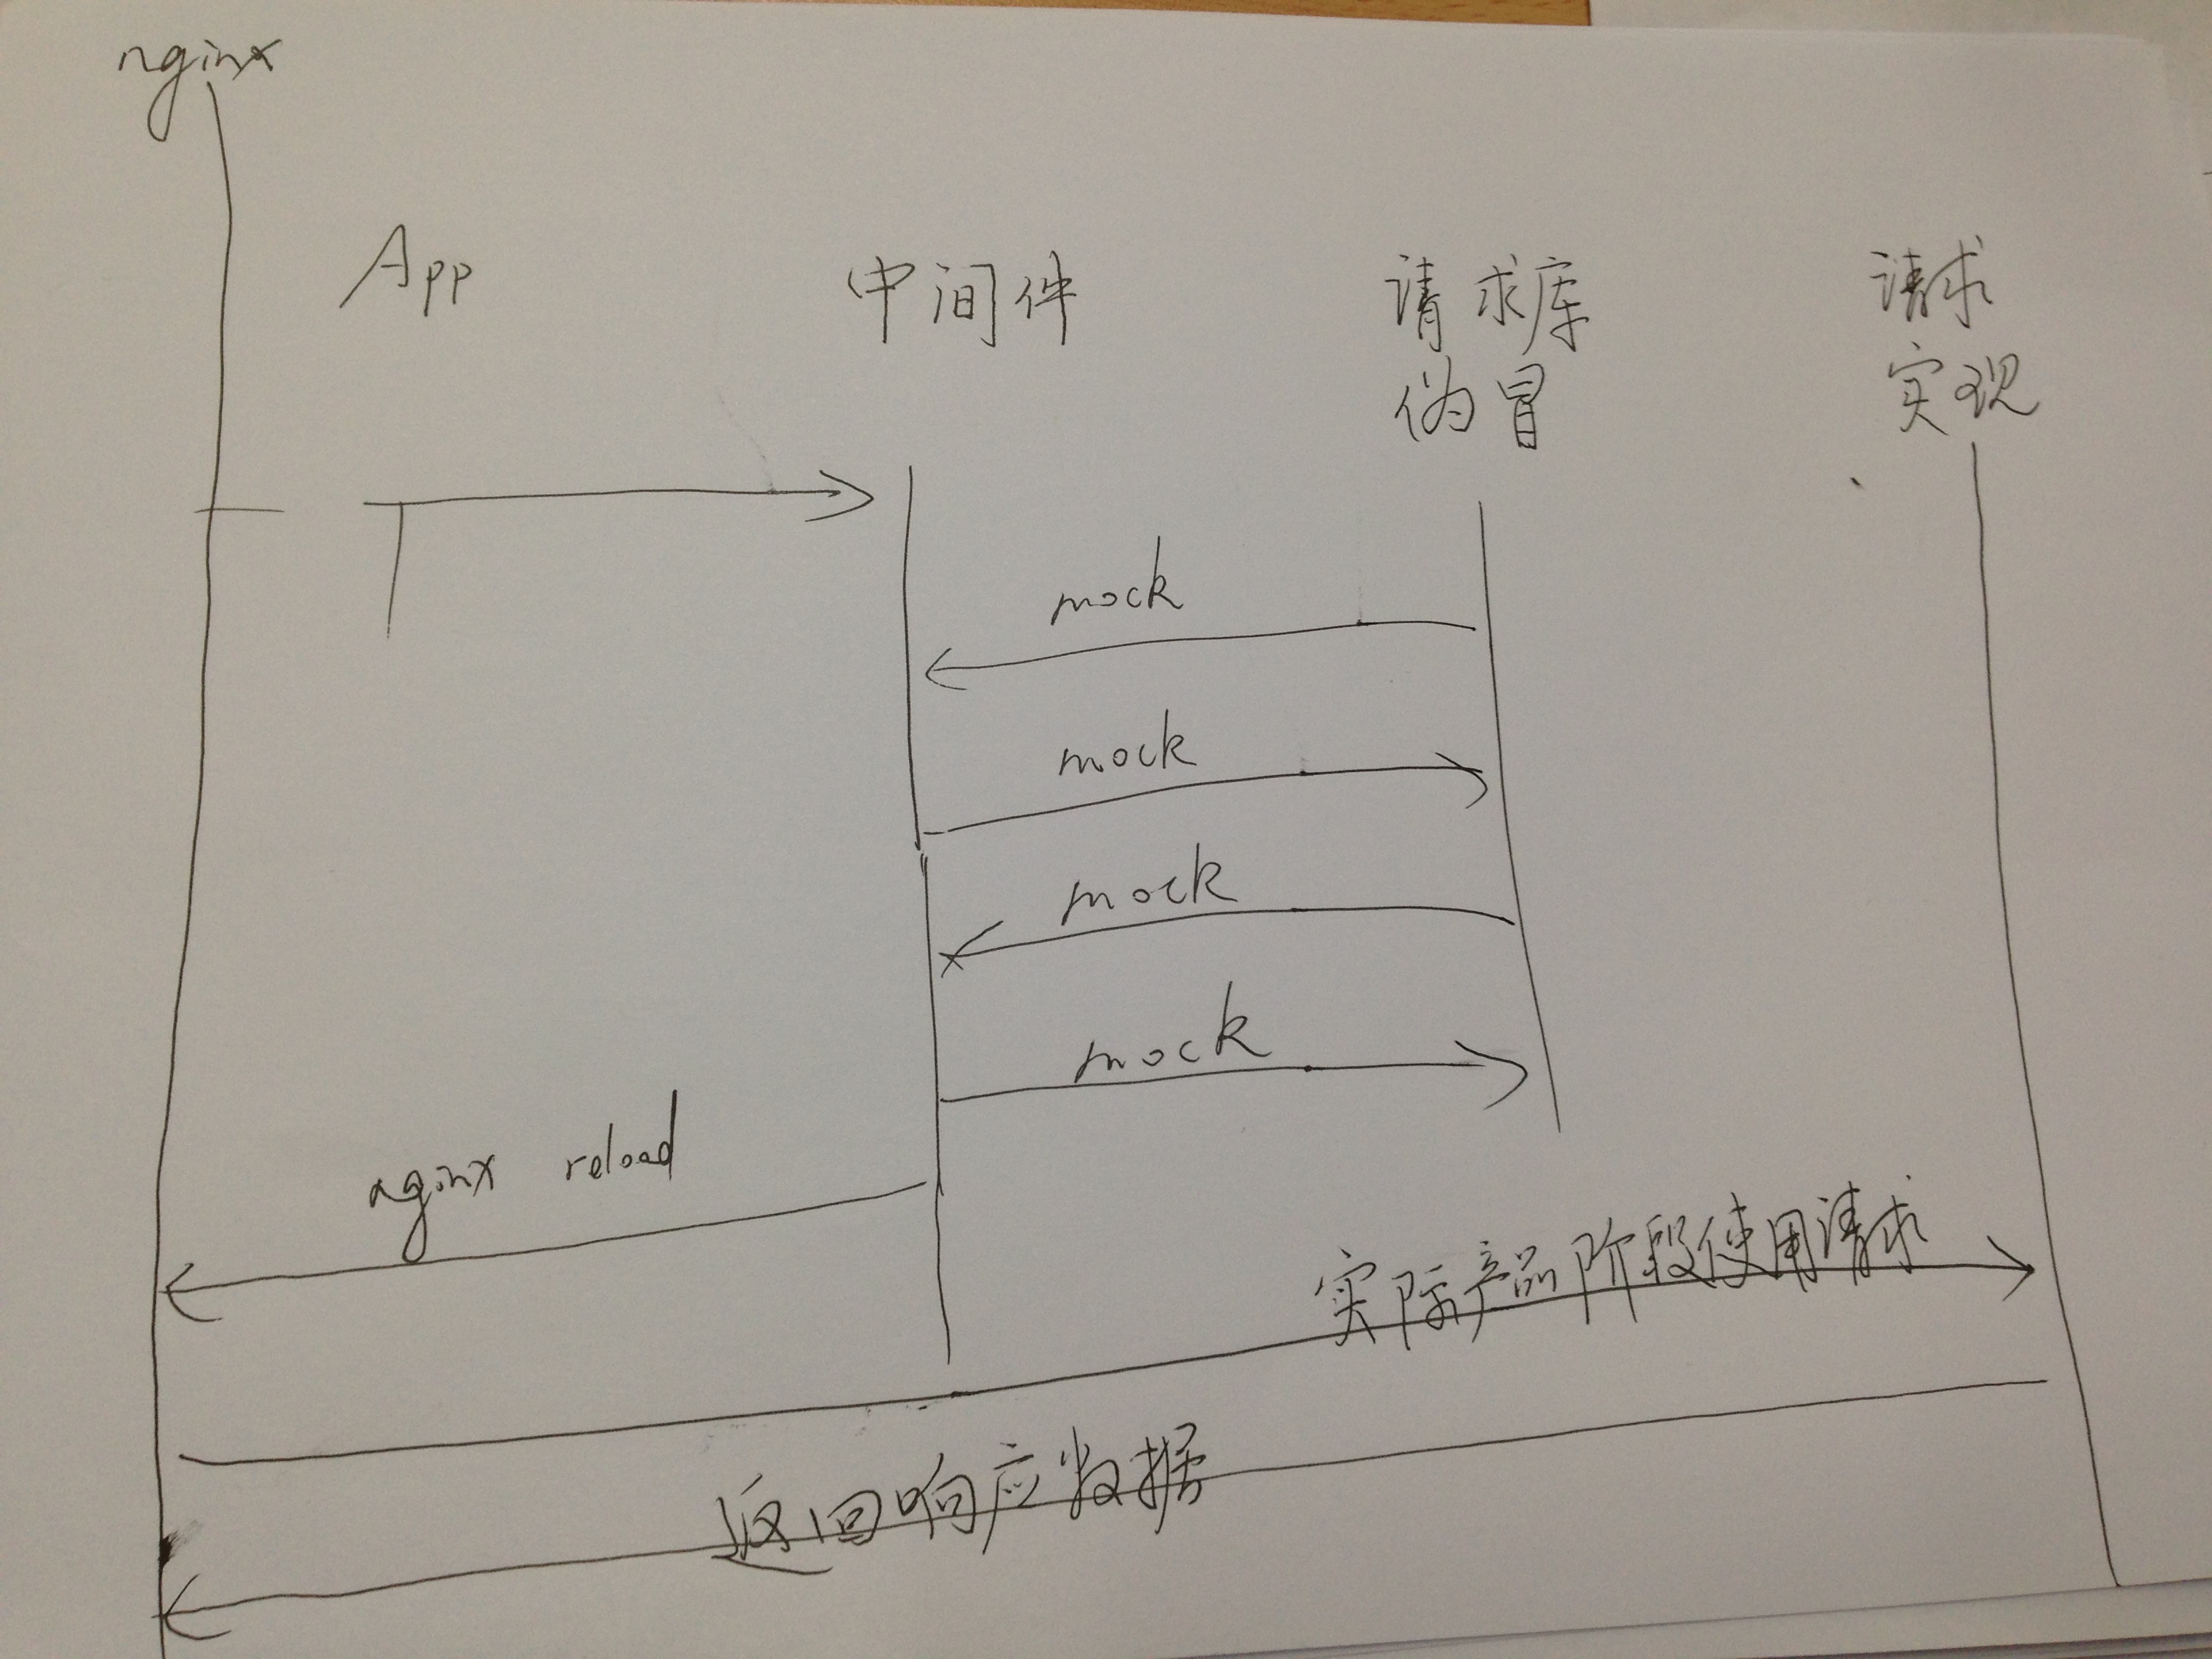 nginx
App
中间件
请求库
伪冒
请求
实现
mock
mock
mock
mock
nginx reload
实际产品阶段使用请求
返回响应数据